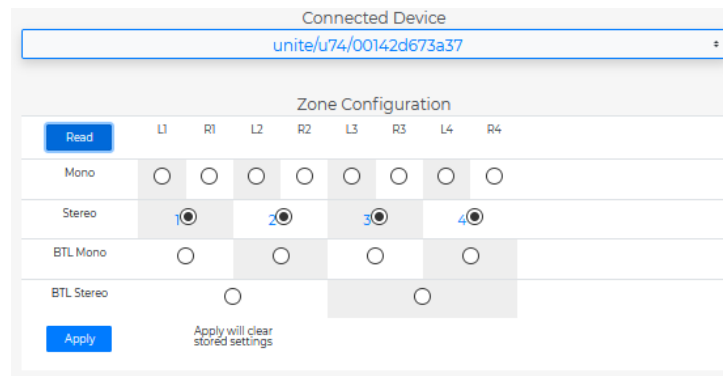 Connected Device
unite/u74/00142d673a37
Zone Configuration
Read L1 R1 L2 R2 L3 R3 L4 R4
Mono
Stereo 1 2 3 4
BTL Mono
BTL Stereo
Apply Apply will clear
stored settings